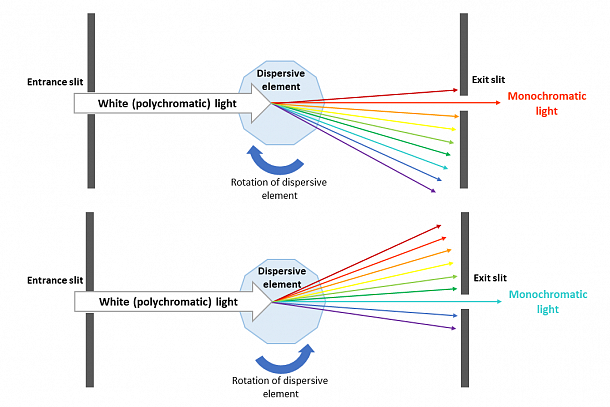 Entrance slit
White (polychromatic) light
Dispersive
element
Exit slit
Monochromatic
light
Rotation of dispersive
element
Entrance slit
White (polychromatic) light
Dispersive
element
Exit slit
Monochromatic
light
Rotation of dispersive
element